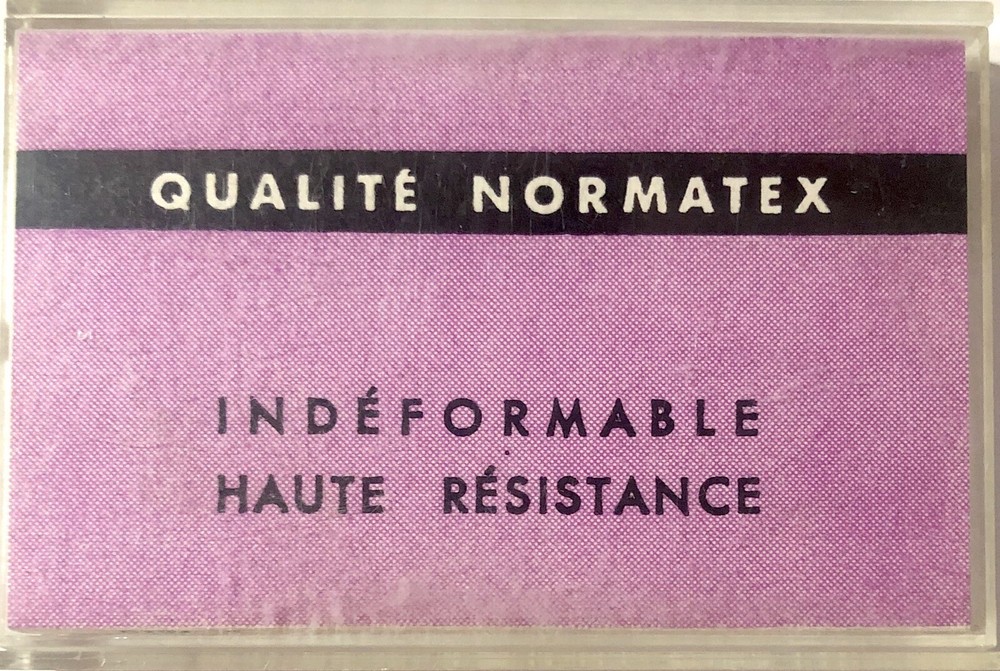 QUALITÉ NORMATEX
INDÉFORMABLE
HAUTE RÉSISTANCE